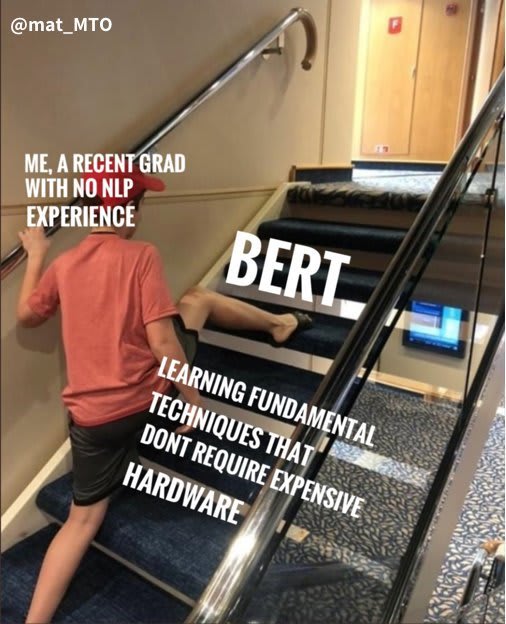 @mat_MTO
ME, A RECENT GRAD
WITH NO NLP
EXPERIENCE
BERT
LEARNING FUNDAMENTAL
TECHNIQUES THAT
DONT REQUIRE EXPENSIVE
HARDWARE
F